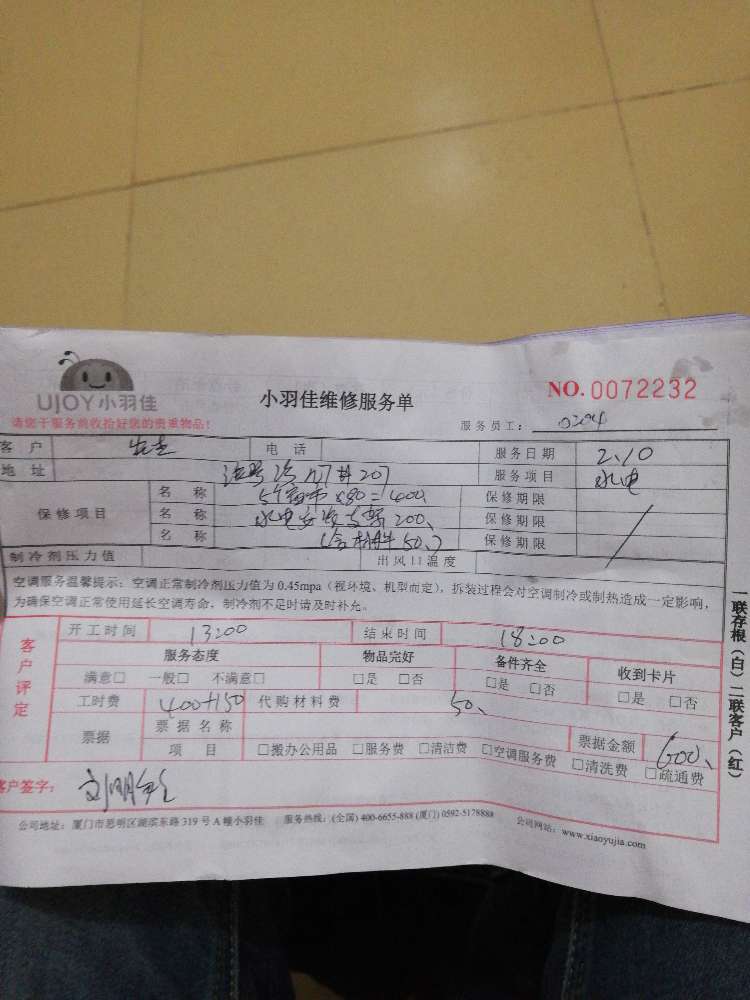 UJOY小羽佳
小羽佳维修服务单
NO. 0072232
请您于服务前收拾好您的贵重物品!
服务员工: 0204
客 户 电 话 服务日期 2、10
地 址 207 服务项目 水电
保修项目 名 称 X80=400、 保修期限
名 称 水电安装支架200、 保修期限
名 称 (含材料50、) 保修期限
制冷剂压力值 出风口温度
空调服务温馨提示: 空调正常制冷剂压力值为 0.45mpa(视环境、机型而定), 拆装过程会对空调制冷或制热造成一定影响,
为确保空调正常使用延长空调寿命, 制冷剂不足时请及时补充。
客户评定
开工时间 13:00 结束时间 18:00
服务态度 物品完好 备件齐全 收到卡片
满意□ 一般□ 不满意□ □是 □否 □是 □否 □是 □否
工时费 400+150 代购材料费 50、
票据 票据名称 票据金额 600、
项 目 □搬办公用品 □服务费 □清洁费 □空调服务费 □清洗费 □疏通费
客户签字:
公司地址: 厦门市思明区湖滨东路 319 号 A 幢小羽佳 服务热线: (全国) 400-6655-888 (厦门) 0592-5178888 公司网站: www.xiaoyujia.com
一联存根(白)二联客户(红)